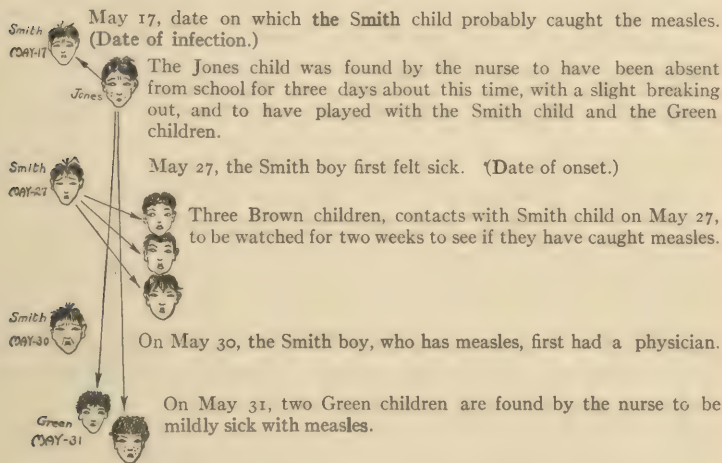 Smith
MAY-17
May 17, date on which the Smith child probably caught the measles.
(Date of infection.)
Jones
The Jones child was found by the nurse to have been absent
from school for three days about this time, with a slight breaking
out, and to have played with the Smith child and the Green
children.
Smith
MAY-27
May 27, the Smith boy first felt sick. (Date of onset.)
Three Brown children, contacts with Smith child on May 27,
to be watched for two weeks to see if they have caught measles.
Smith
MAY-30
On May 30, the Smith boy, who has measles, first had a physician.
Green
MAY-31
On May 31, two Green children are found by the nurse to be
mildly sick with measles.